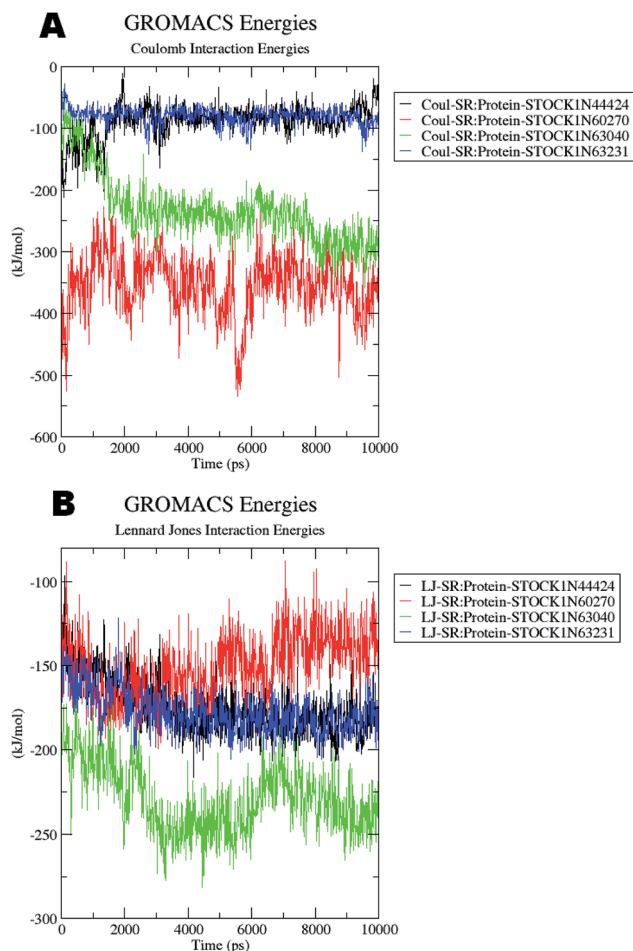 A
GROMACS Energies
Coulomb Interaction Energies
0
-100
-200
-300
-400
-500
-600
(kJ/mol)
0 2000 4000 6000 8000 10000
Time (ps)
Coul-SR:Protein-STOCK1N44424
Coul-SR:Protein-STOCK1N60270
Coul-SR:Protein-STOCK1N63040
Coul-SR:Protein-STOCK1N63231
B
GROMACS Energies
Lennard Jones Interaction Energies
-100
-150
-200
-250
-300
(kJ/mol)
0 2000 4000 6000 8000 10000
Time (ps)
LJ-SR:Protein-STOCK1N44424
LJ-SR:Protein-STOCK1N60270
LJ-SR:Protein-STOCK1N63040
LJ-SR:Protein-STOCK1N63231